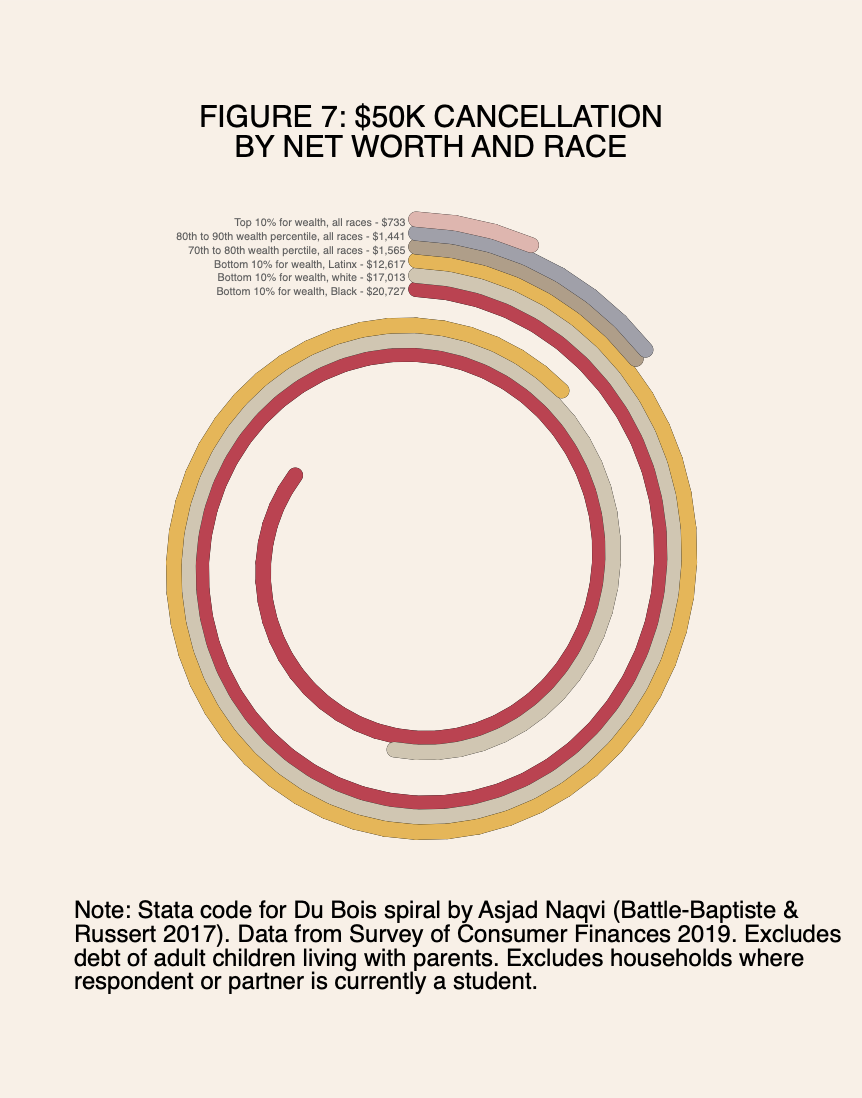 FIGURE 7: $50K CANCELLATION
BY NET WORTH AND RACE
Top 10% for wealth, all races - $733
80th to 90th wealth percentile, all races - $1,441
70th to 80th wealth perctile, all races - $1,565
Bottom 10% for wealth, Latinx - $12,617
Bottom 10% for wealth, white - $17,013
Bottom 10% for wealth, Black - $20,727
Note: Stata code for Du Bois spiral by Asjad Naqvi (Battle-Baptiste &
Russert 2017). Data from Survey of Consumer Finances 2019. Excludes
debt of adult children living with parents. Excludes households where
respondent or partner is currently a student.